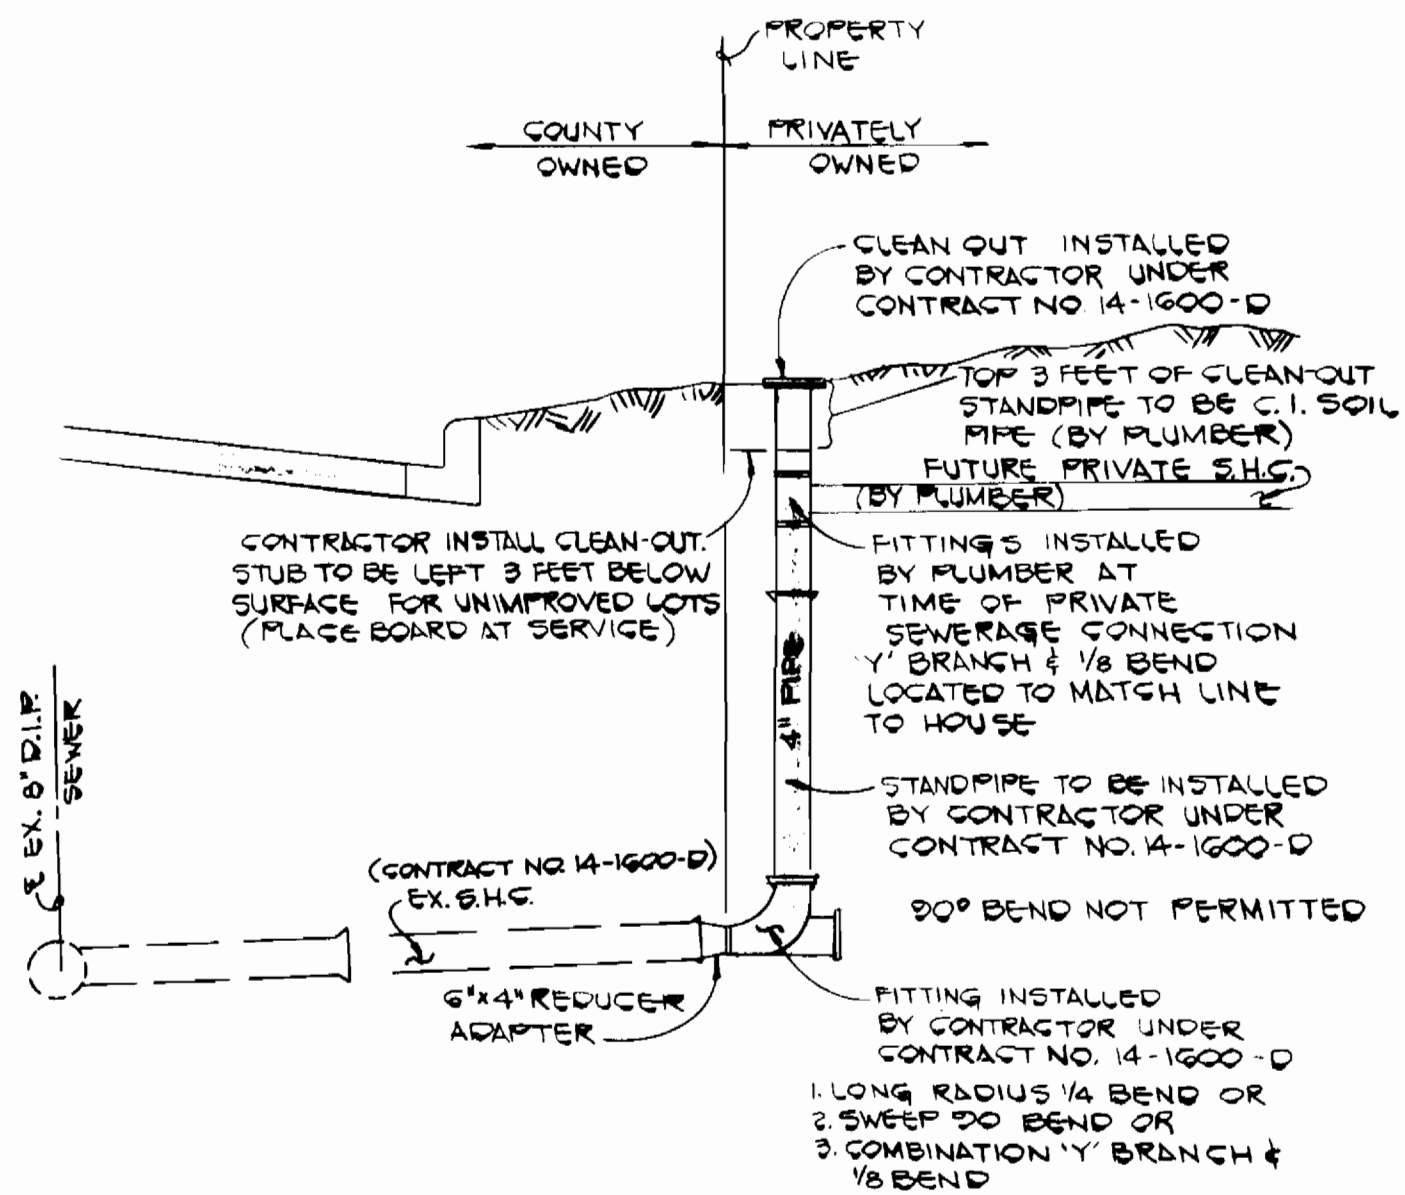 PROPERTY
LINE
COUNTY
OWNED
PRIVATELY
OWNED
CLEAN OUT INSTALLED
BY CONTRACTOR UNDER
CONTRACT NO. 14-1600-D
TOP 3 FEET OF CLEAN-OUT
STANDPIPE TO BE C.I. SOIL
PIPE (BY PLUMBER)
FUTURE PRIVATE S.H.C.
(BY PLUMBER)
CONTRACTOR INSTALL CLEAN-OUT.
STUB TO BE LEFT 3 FEET BELOW
SURFACE FOR UNIMPROVED LOTS
(PLACE BOARD AT SERVICE)
FITTINGS INSTALLED
BY PLUMBER AT
TIME OF PRIVATE
SEWERAGE CONNECTION
'Y' BRANCH & 1/8 BEND
LOCATED TO MATCH LINE
TO HOUSE
4" PIPE
℄ EX. 8" D.I.P.
SEWER
STANDPIPE TO BE INSTALLED
BY CONTRACTOR UNDER
CONTRACT NO. 14-1600-D
(CONTRACT NO. 14-1600-D)
EX. S.H.C.
90° BEND NOT PERMITTED
6"x4" REDUCER
ADAPTER
FITTING INSTALLED
BY CONTRACTOR UNDER
CONTRACT NO. 14-1600-D
1. LONG RADIUS 1/4 BEND OR
2. SWEEP 90 BEND OR
3. COMBINATION 'Y' BRANCH &
1/8 BEND